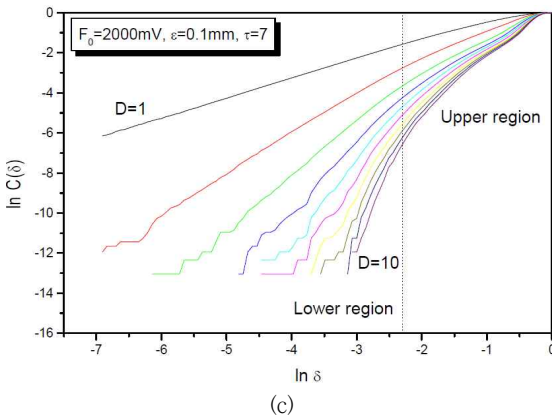 F₀=2000mV, ε=0.1mm, τ=7
D=1
Upper region
D=10
Lower region
ln C(δ)
0
-2
-4
-6
-8
-10
-12
-14
-16
-7 -6 -5 -4 -3 -2 -1 0
ln δ
(c)